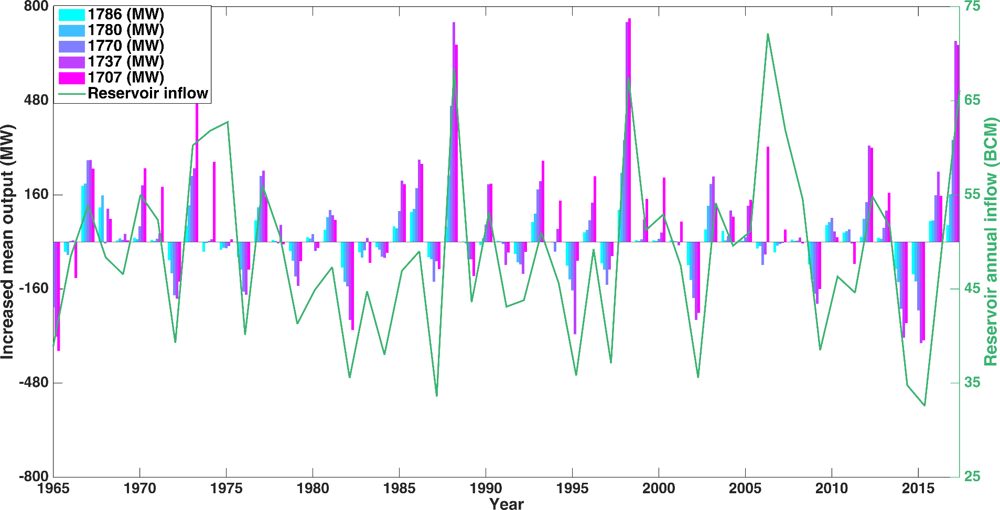 1786 (MW)
1780 (MW)
1770 (MW)
1737 (MW)
1707 (MW)
Reservoir inflow
800
480
160
-160
-480
-800
Increased mean output (MW)
75
65
55
45
35
25
Reservoir annual inflow (BCM)
1965 1970 1975 1980 1985 1990 1995 2000 2005 2010 2015
Year